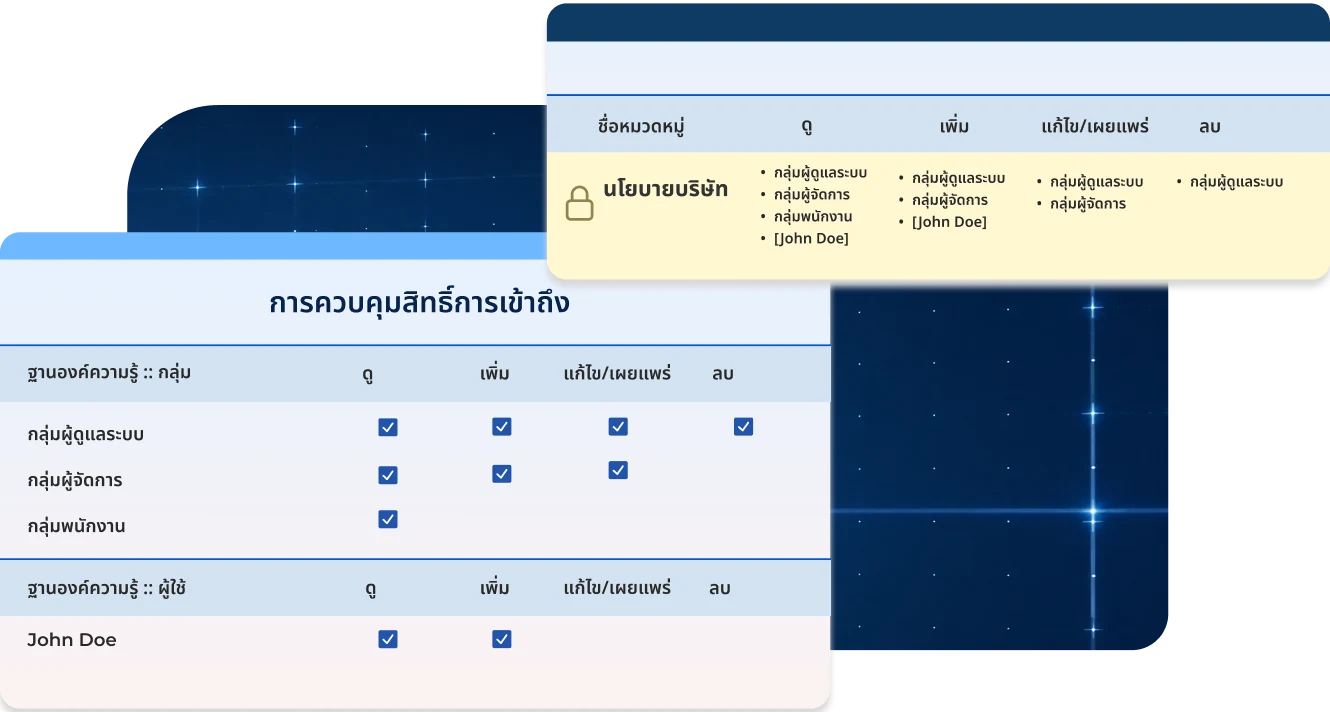 ชื่อหมวดหมู่ ดู เพิ่ม แก้ไข/เผยแพร่ ลบ
นโยบายบริษัท
• กลุ่มผู้ดูแลระบบ
• กลุ่มผู้จัดการ
• กลุ่มพนักงาน
• [John Doe]
• กลุ่มผู้ดูแลระบบ
• กลุ่มผู้จัดการ
• [John Doe]
• กลุ่มผู้ดูแลระบบ
• กลุ่มผู้จัดการ
• กลุ่มผู้ดูแลระบบ
การควบคุมสิทธิ์การเข้าถึง
ฐานองค์ความรู้ :: กลุ่ม ดู เพิ่ม แก้ไข/เผยแพร่ ลบ
กลุ่มผู้ดูแลระบบ
กลุ่มผู้จัดการ
กลุ่มพนักงาน
ฐานองค์ความรู้ :: ผู้ใช้ ดู เพิ่ม แก้ไข/เผยแพร่ ลบ
John Doe